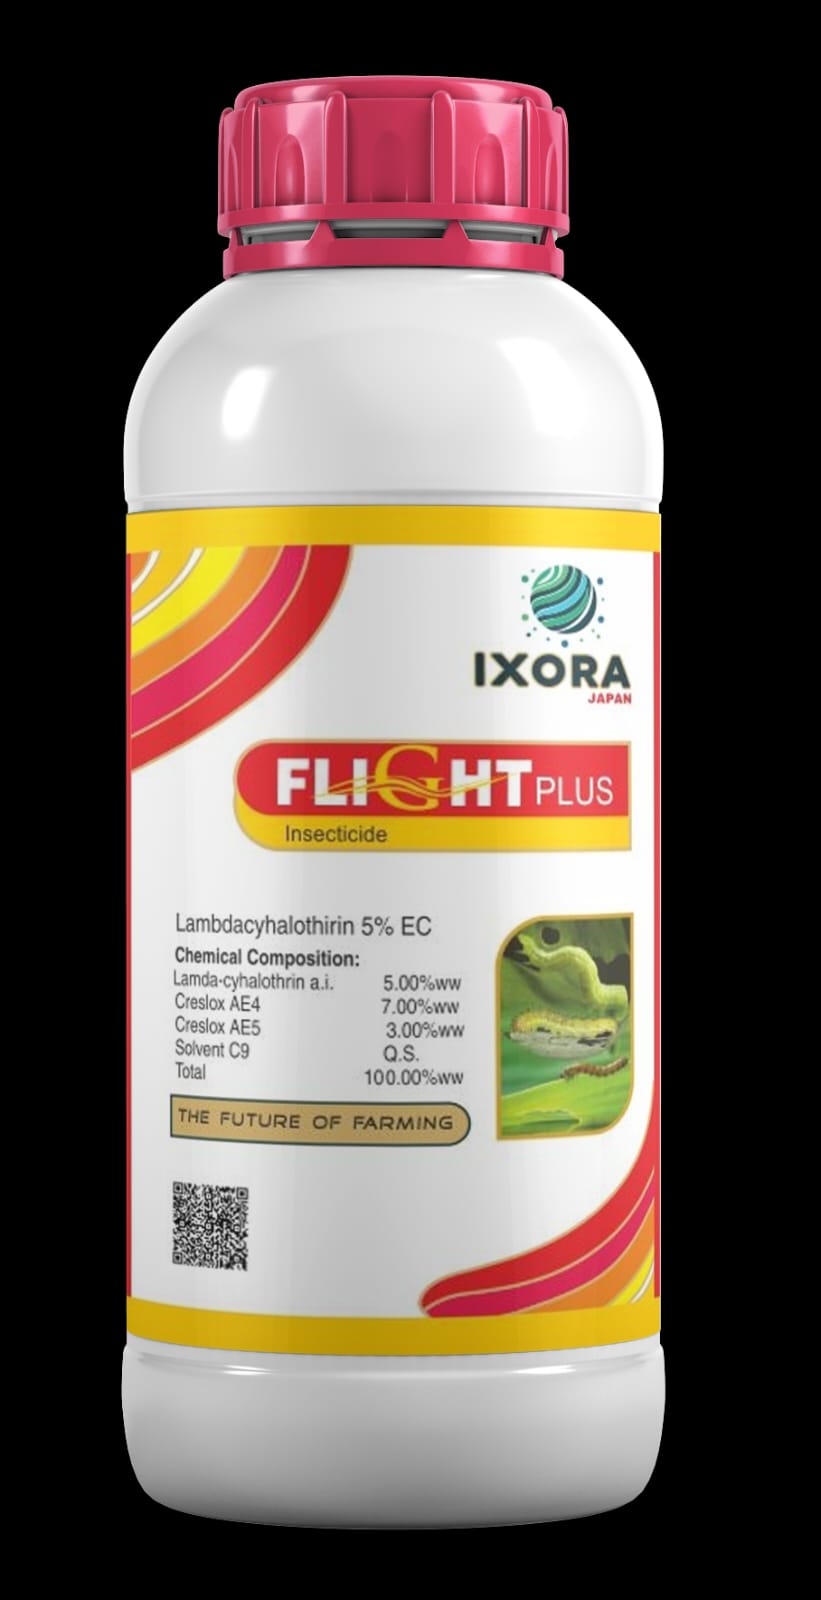 IXORA
JAPAN
FLIGHT PLUS
Insecticide
Lambdacyhalothirin 5% EC
Chemical Composition:
Lamda-cyhalothrin a.i. 5.00%ww
Creslox AE4 7.00%ww
Creslox AE5 3.00%ww
Solvent C9 Q.S.
Total 100.00%ww
THE FUTURE OF FARMING